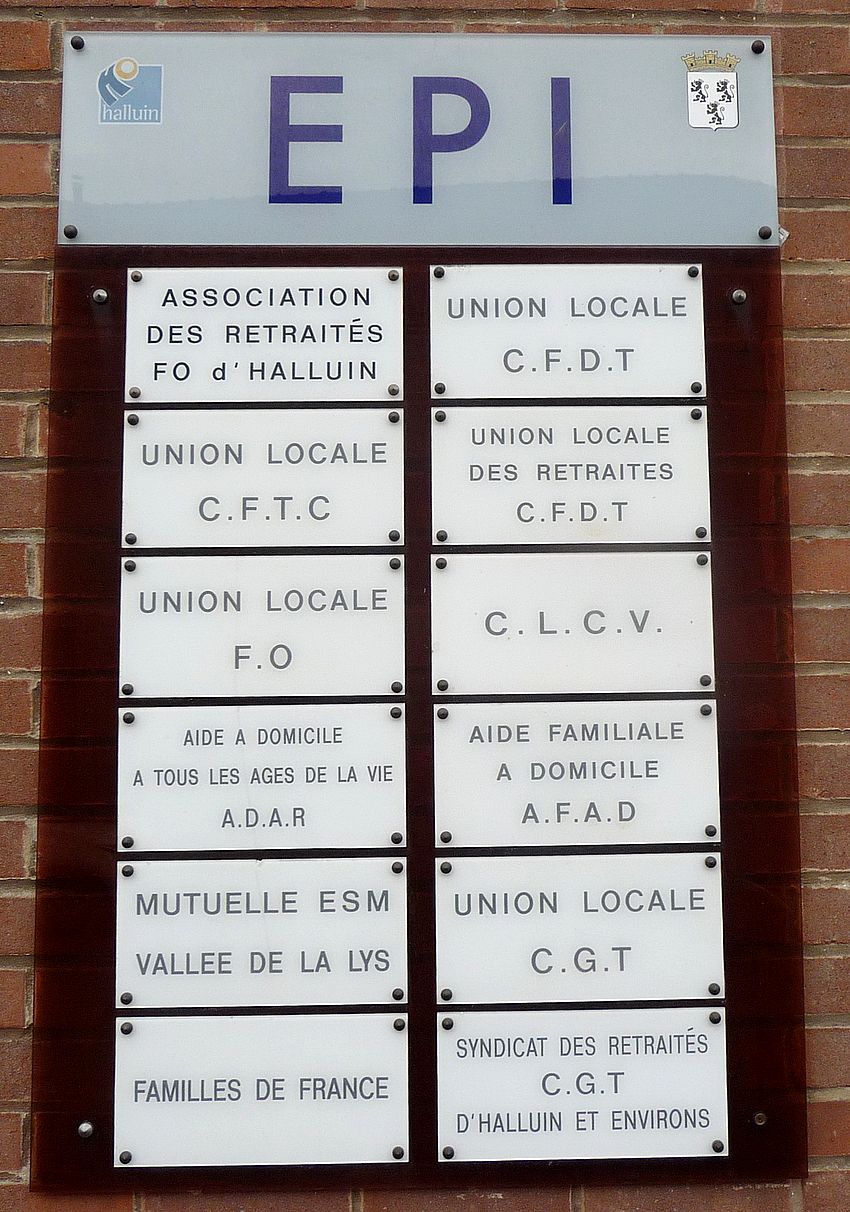 halluin
EPI
ASSOCIATION
DES RETRAITÉS
FO d'HALLUIN
UNION LOCALE
C.F.D.T
UNION LOCALE
C.F.T.C
UNION LOCALE
DES RETRAITES
C.F.D.T
UNION LOCALE
F.O
C.L.C.V.
AIDE A DOMICILE
A TOUS LES AGES DE LA VIE
A.D.A.R
AIDE FAMILIALE
A DOMICILE
A.F.A.D
MUTUELLE ESM
VALLEE DE LA LYS
UNION LOCALE
C.G.T
FAMILLES DE FRANCE
SYNDICAT DES RETRAITÉS
C.G.T
D'HALLUIN ET ENVIRONS